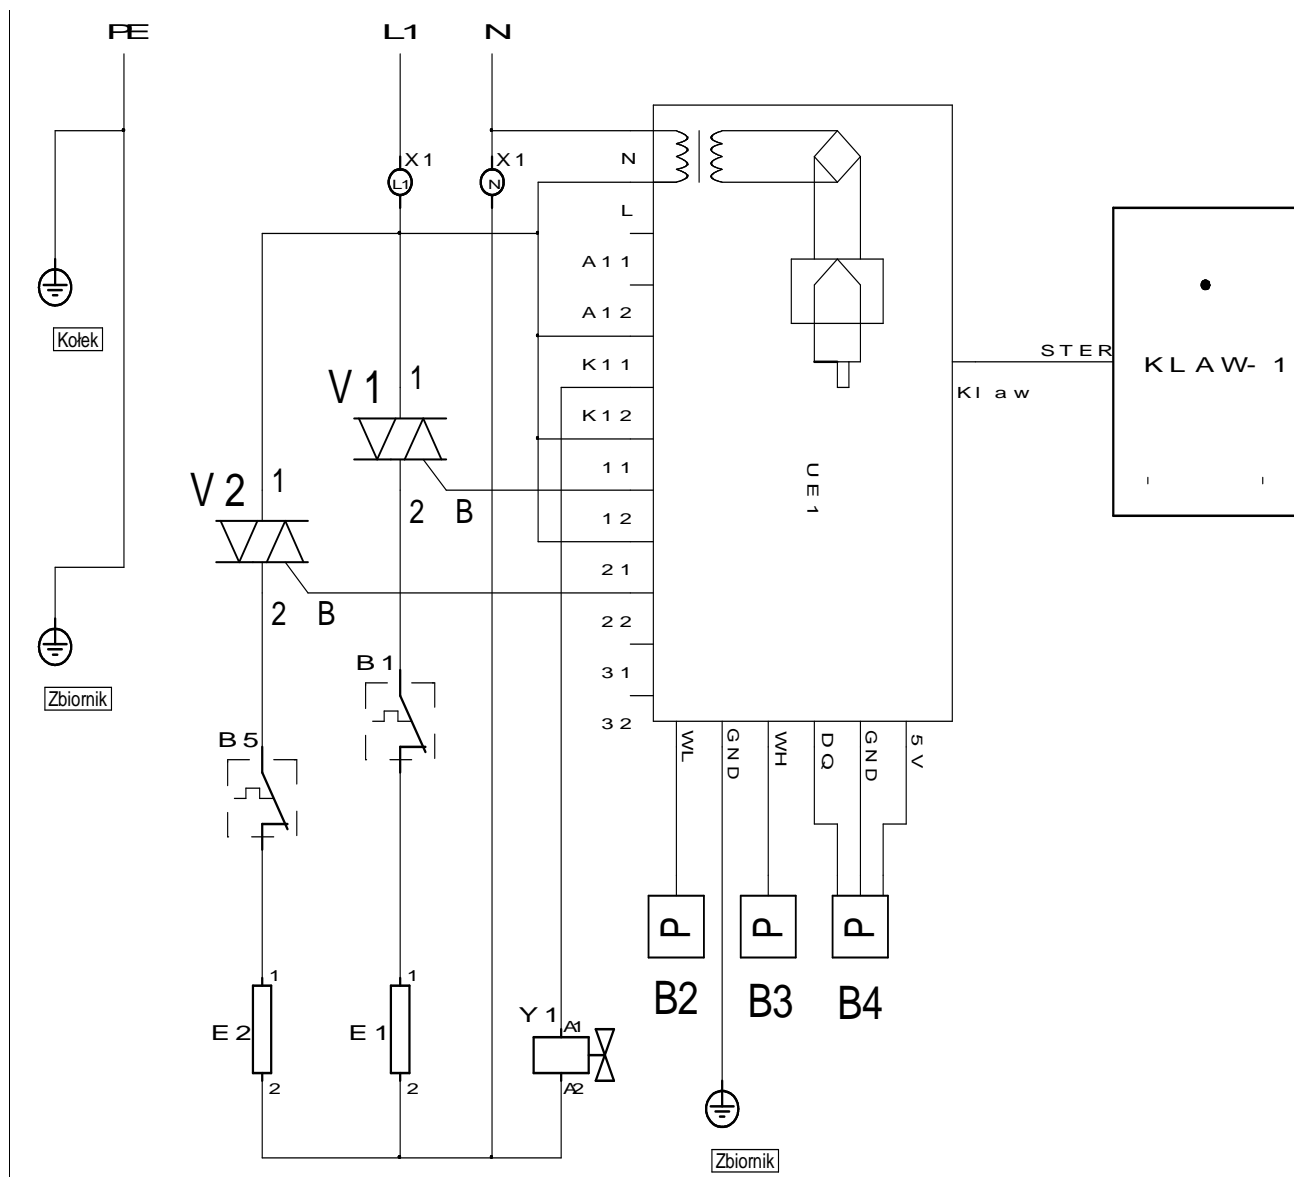 PE L1 N
X1 X1
L1 N
N
L
A11
A12
K11
K12
11
12
21
22
31
32
Kołek
V1 1
2 B
V2 1
2 B
UE1
Klaw
STER
KLAW-1
Zbiornik
B1
B5
WL GND WH DQ GND 5V
P P P
B2 B3 B4
1 1
E2 E1
2 2
Y1 A1
A2
Zbiornik